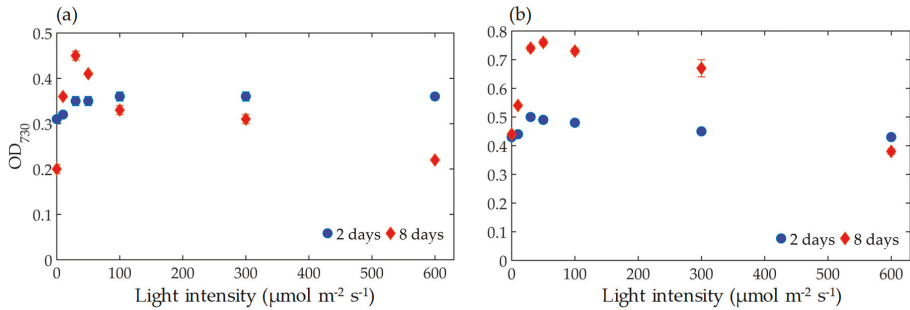 (a)
0.5
0.4
0.3
0.2
0.1
0
OD730
0 100 200 300 400 500 600
Light intensity (µmol m-2 s-1)
2 days 8 days
(b)
0.8
0.7
0.6
0.5
0.4
0.3
0.2
0.1
0
0 100 200 300 400 500 600
Light intensity (µmol m-2 s-1)
2 days 8 days